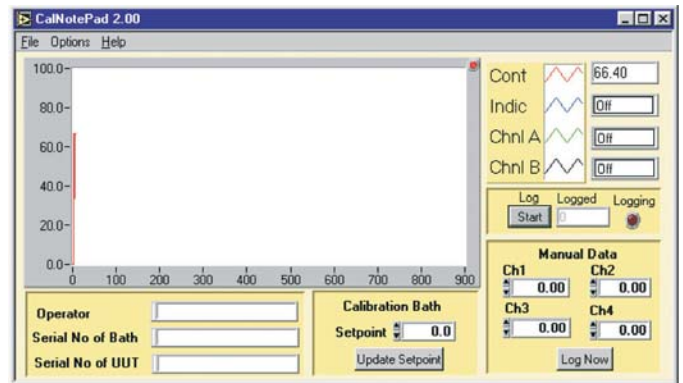 CalNotePad 2.00
File Options Help
100.0
80.0
60.0
40.0
20.0
0.0
0 100 200 300 400 500 600 700 800 900
Cont 66.40
Indic Off
Chnl A Off
Chnl B Off
Log Logged Logging
Start 0
Manual Data
Ch1 Ch2
0.00 0.00
Ch3 Ch4
0.00 0.00
Log Now
Operator
Serial No of Bath
Serial No of UUT
Calibration Bath
Setpoint 0.0
Update Setpoint